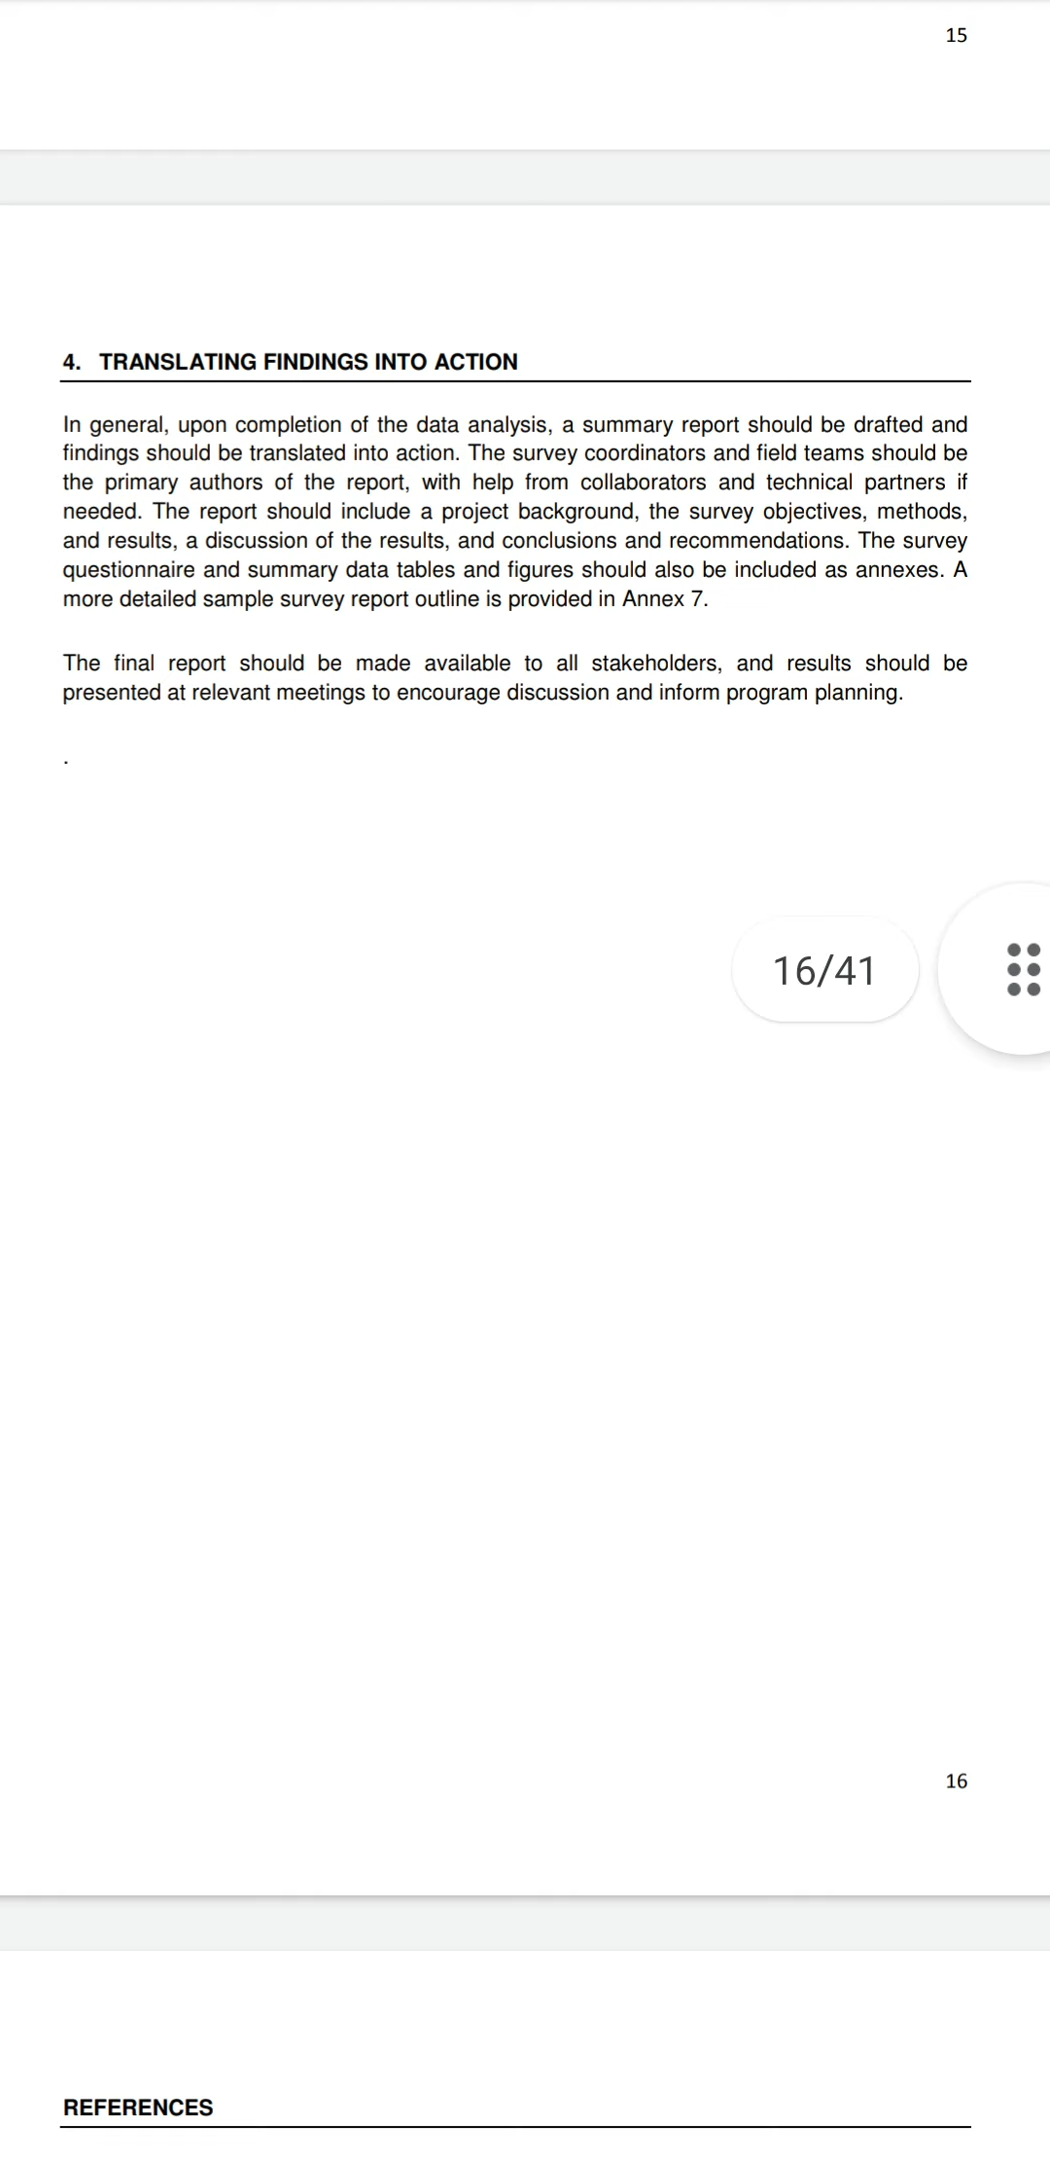 15
4. TRANSLATING FINDINGS INTO ACTION
In general, upon completion of the data analysis, a summary report should be drafted and
findings should be translated into action. The survey coordinators and field teams should be
the primary authors of the report, with help from collaborators and technical partners if
needed. The report should include a project background, the survey objectives, methods,
and results, a discussion of the results, and conclusions and recommendations. The survey
questionnaire and summary data tables and figures should also be included as annexes. A
more detailed sample survey report outline is provided in Annex 7.
The final report should be made available to all stakeholders, and results should be
presented at relevant meetings to encourage discussion and inform program planning.
.
16/41
16
REFERENCES